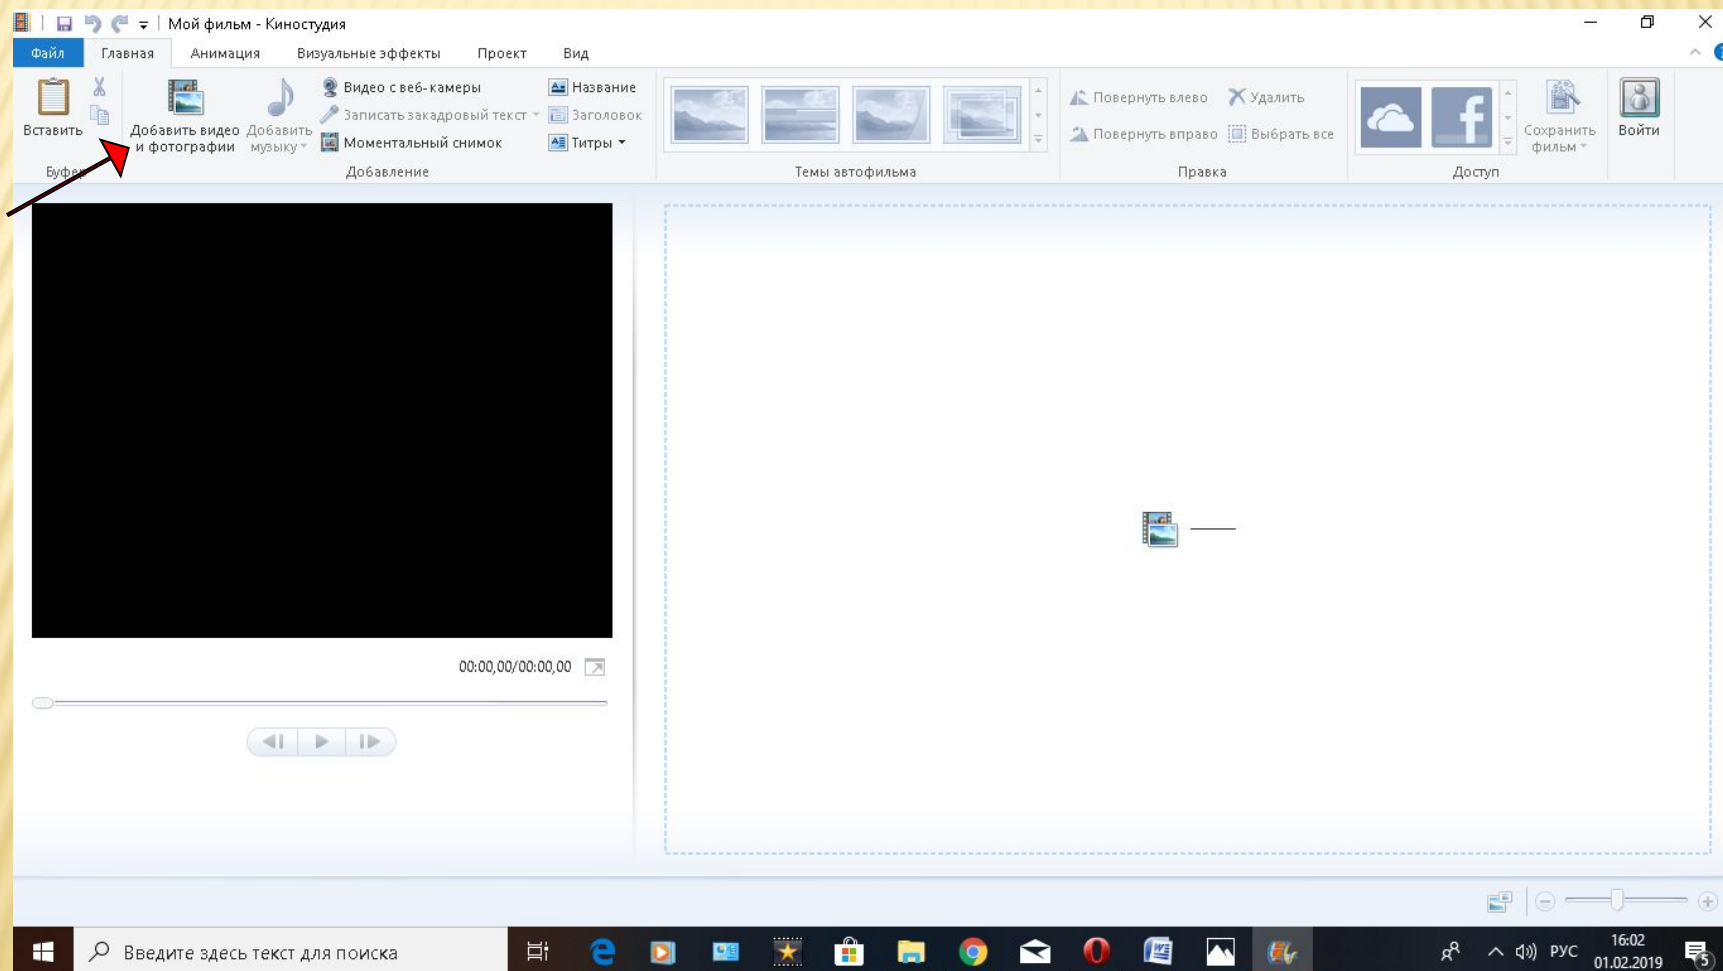 Мой фильм - Киностудия
Файл Главная Анимация Визуальные эффекты Проект Вид
Вставить
Добавить видео и фотографии
Добавить музыку
Видео с веб-камеры
Записать закадровый текст
Моментальный снимок
Название
Заголовок
Титры
Повернуть влево
Повернуть вправо
Удалить
Выбрать все
Сохранить фильм
Войти
Буфер Добавление Темы автофильма Правка Доступ
00:00,00/00:00,00
Введите здесь текст для поиска
РУС
16:02
01.02.2019
5